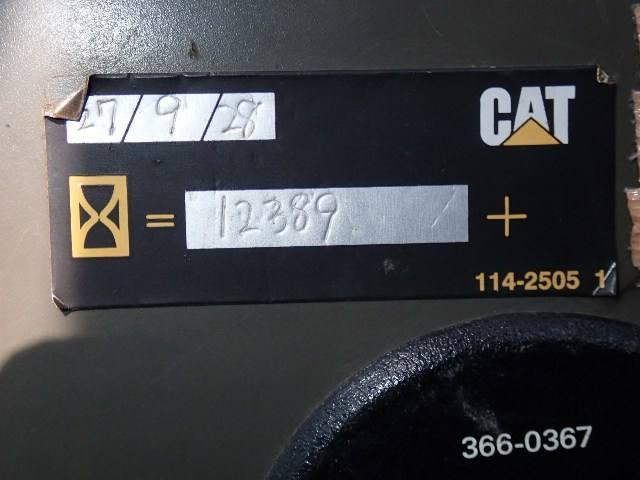 27/9/28
CAT
= 12389 / +
114-2505 1
366-0367